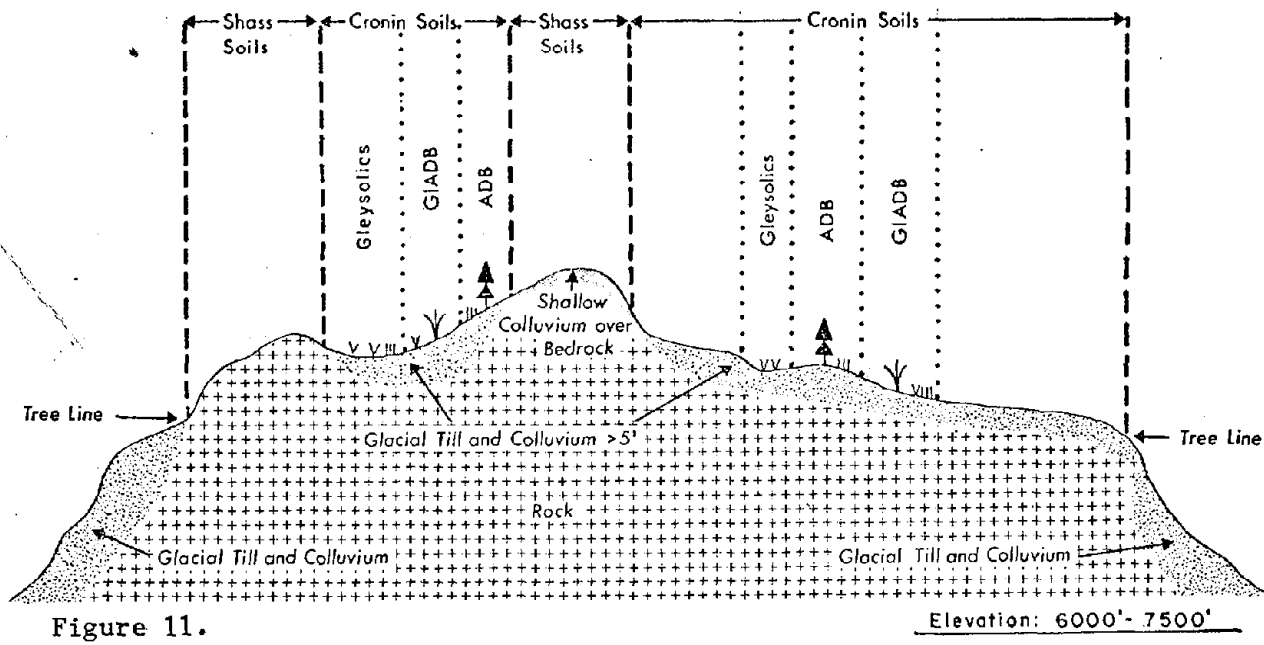 Shass
Soils
Cronin Soils
Shass
Soils
Cronin Soils
Gleysolics
GlADB
ADB
Gleysolics
ADB
GlADB
Shallow
Colluvium over
Bedrock
Tree Line
Tree Line
Glacial Till and Colluvium >5'
Rock
Glacial Till and Colluvium
Glacial Till and Colluvium
Figure 11.
Elevation: 6000'- 7500'